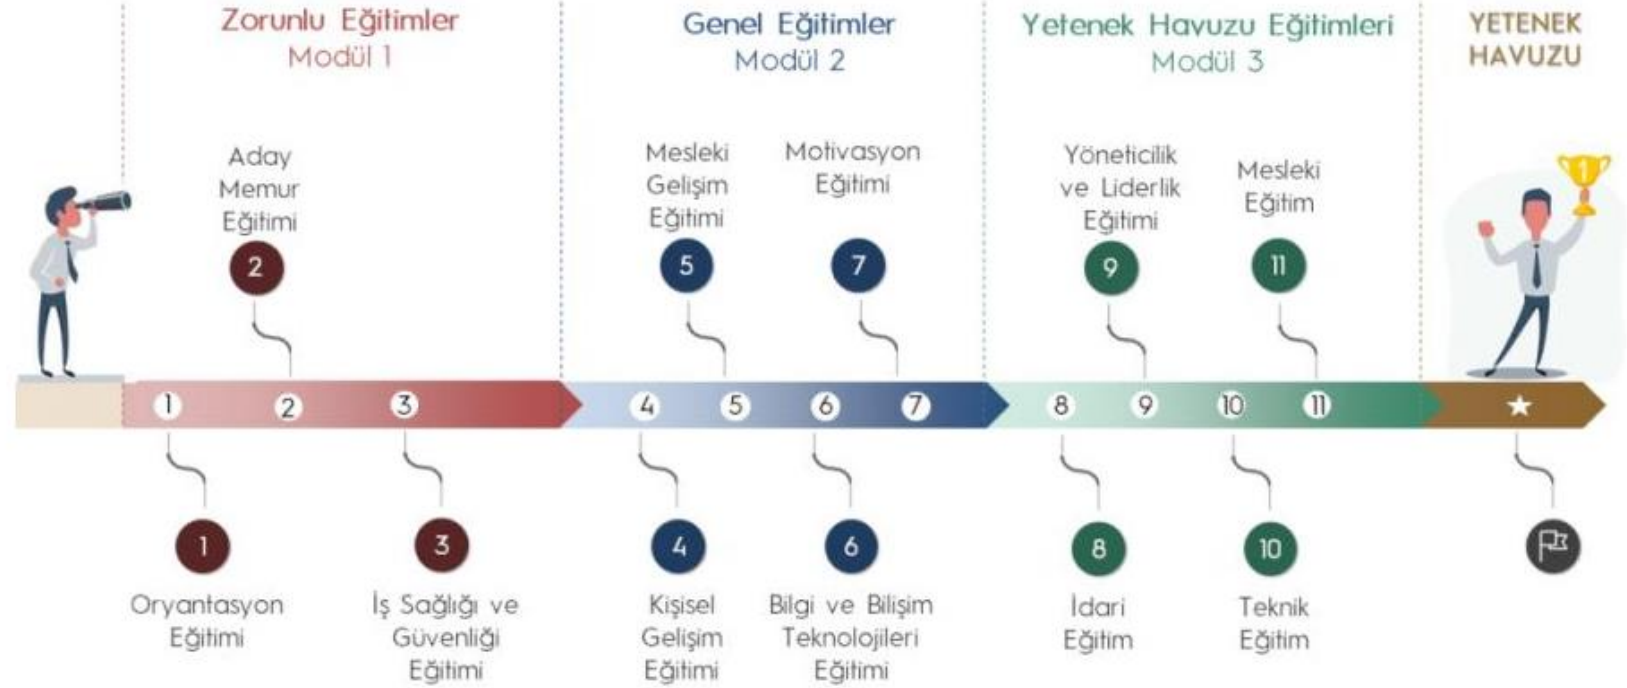 Zorunlu Eğitimler
Modül 1
Genel Eğitimler
Modül 2
Yetenek Havuzu Eğitimleri
Modül 3
YETENEK
HAVUZU
Aday
Memur
Eğitimi
2
Mesleki
Gelişim
Eğitimi
5
Motivasyon
Eğitimi
7
Yöneticilik
ve Liderlik
Eğitimi
9
Mesleki
Eğitim
11
1
1 2 3 4 5 6 7 8 9 10 11
1
Oryantasyon
Eğitimi
3
İş Sağlığı ve
Güvenliği
Eğitimi
4
Kişisel
Gelişim
Eğitimi
6
Bilgi ve Bilişim
Teknolojileri
Eğitimi
8
İdari
Eğitim
10
Teknik
Eğitim